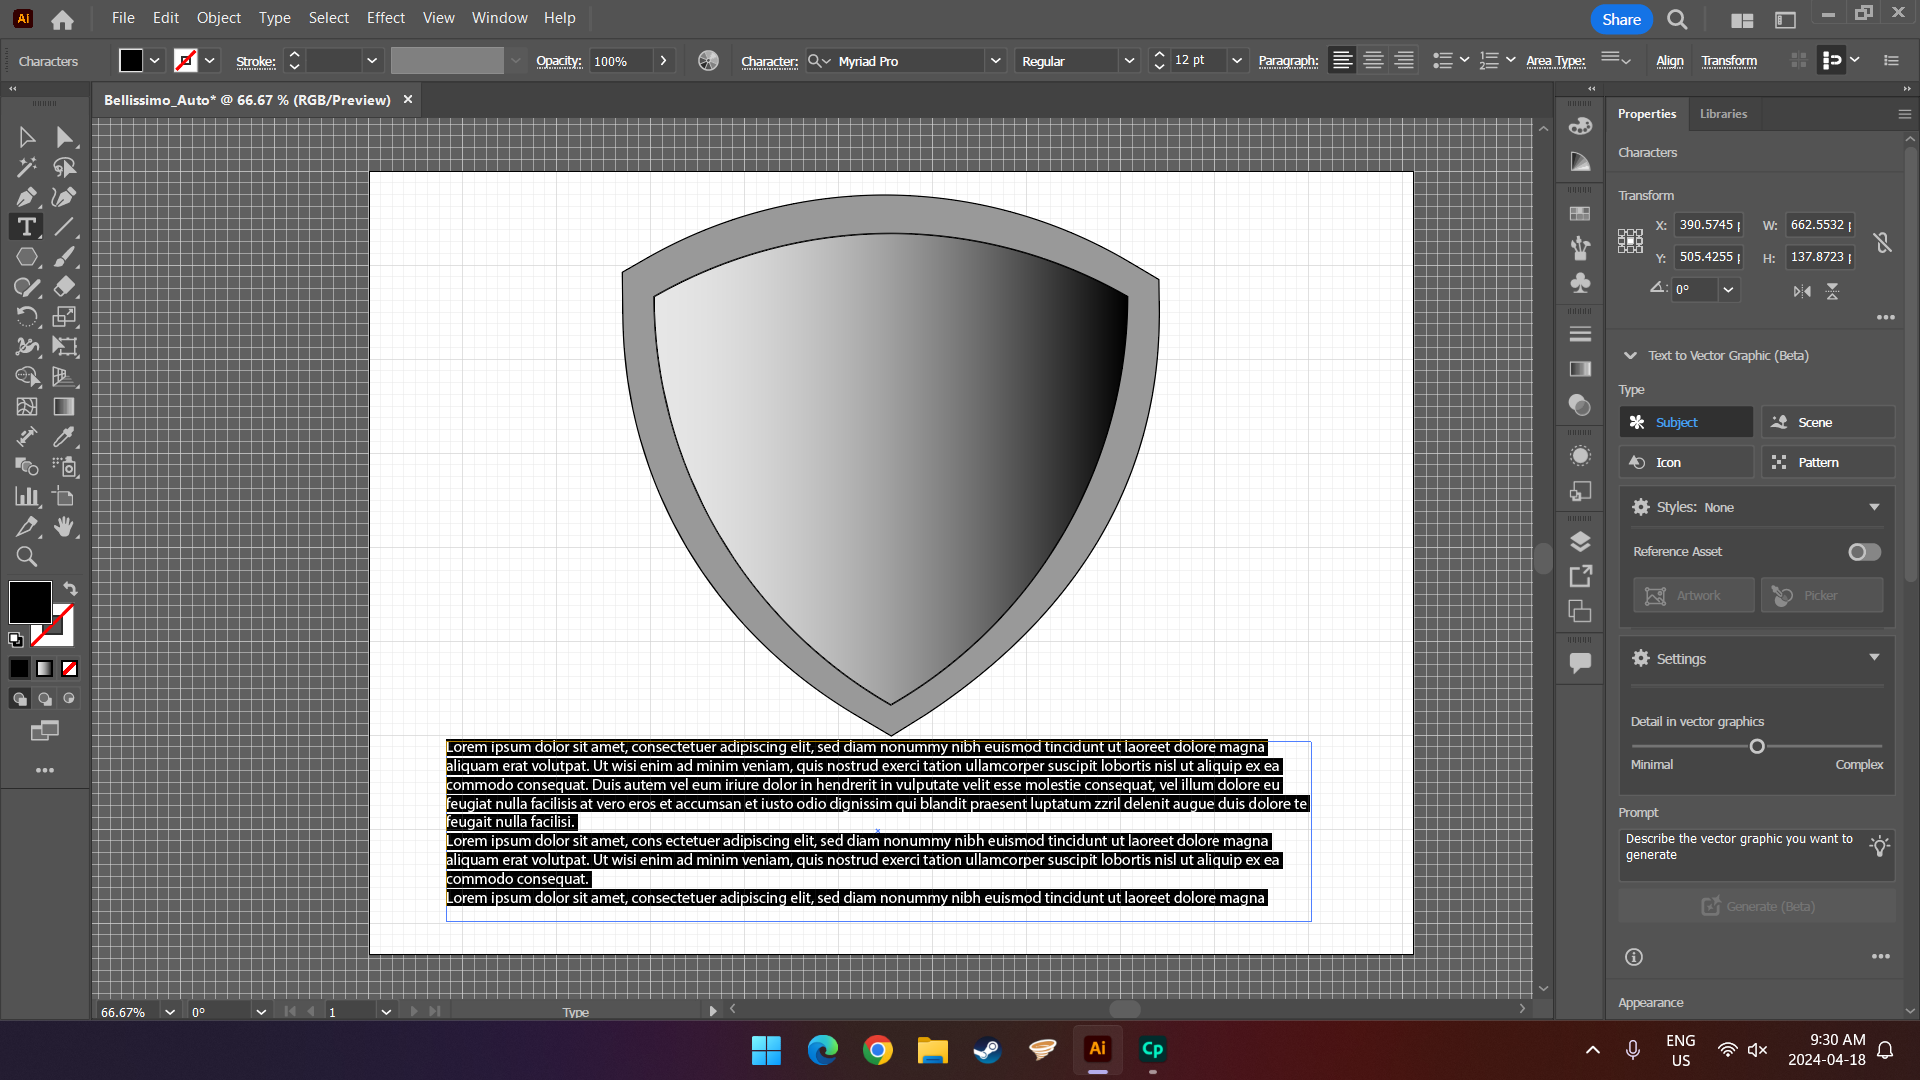 Ai
File Edit Object Type Select Effect View Window Help
Share
Characters
Stroke:
Opacity: 100%
Character: Myriad Pro
Regular
12 pt
Paragraph:
Area Type:
Align
Transform
Bellissimo_Auto* @ 66.67 % (RGB/Preview)
Lorem ipsum dolor sit amet, consectetuer adipiscing elit, sed diam nonummy nibh euismod tincidunt ut laoreet dolore magna
aliquam erat volutpat. Ut wisi enim ad minim veniam, quis nostrud exerci tation ullamcorper suscipit lobortis nisl ut aliquip ex ea
commodo consequat. Duis autem vel eum iriure dolor in hendrerit in vulputate velit esse molestie consequat, vel illum dolore eu
feugiat nulla facilisis at vero eros et accumsan et iusto odio dignissim qui blandit praesent luptatum zzril delenit augue duis dolore te
feugait nulla facilisi.
Lorem ipsum dolor sit amet, cons ectetuer adipiscing elit, sed diam nonummy nibh euismod tincidunt ut laoreet dolore magna
aliquam erat volutpat. Ut wisi enim ad minim veniam, quis nostrud exerci tation ullamcorper suscipit lobortis nisl ut aliquip ex ea
commodo consequat.
Lorem ipsum dolor sit amet, consectetuer adipiscing elit, sed diam nonummy nibh euismod tincidunt ut laoreet dolore magna
Properties Libraries
Characters
Transform
X: 390.5745 W: 662.5532
Y: 505.4255 H: 137.8723
0°
Text to Vector Graphic (Beta)
Type
Subject Scene
Icon Pattern
Styles: None
Reference Asset
Artwork Picker
Settings
Detail in vector graphics
Minimal Complex
Prompt
Describe the vector graphic you want to
generate
Generate (Beta)
Appearance
66.67% 0° 1 Type
Ai Cp
ENG
US
9:30 AM
2024-04-18